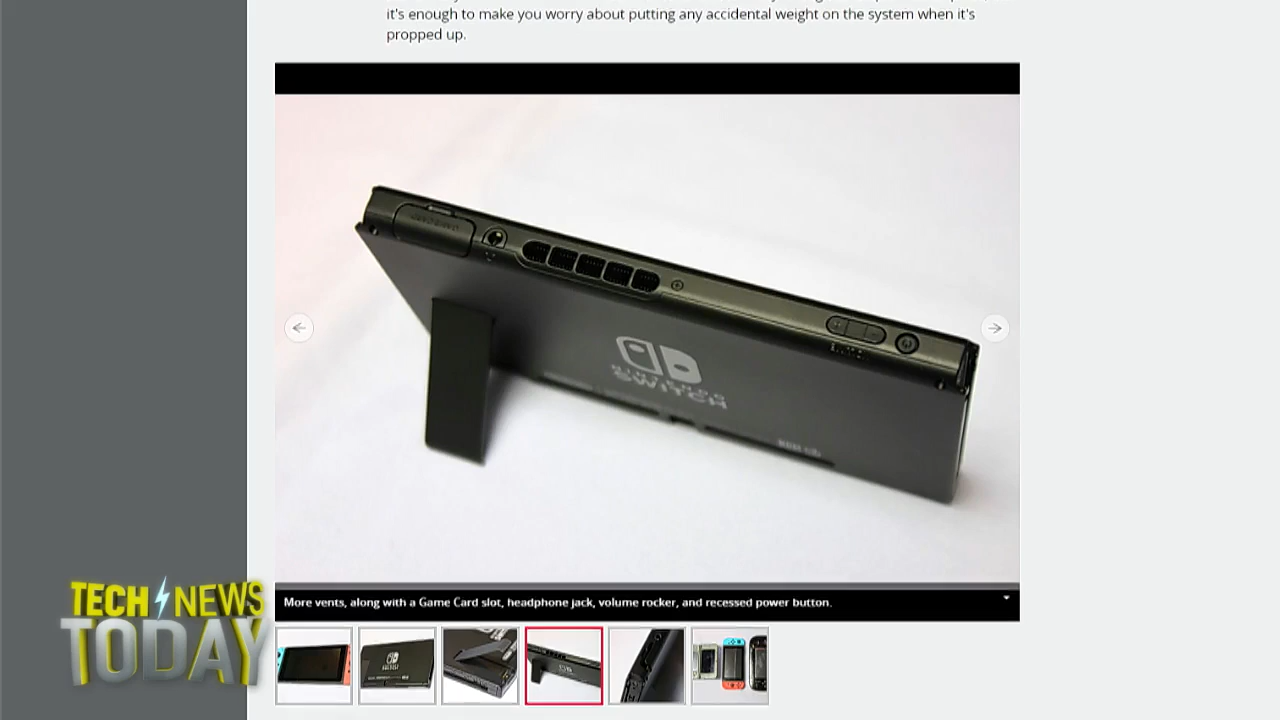 it's enough to make you worry about putting any accidental weight on the system when it's
propped up.
NINTENDO
SWITCH
More vents, along with a Game Card slot, headphone jack, volume rocker, and recessed power button.
TECH NEWS
TODAY